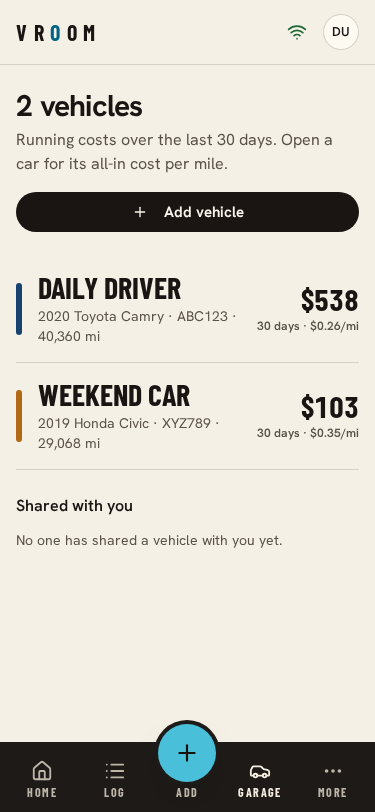 VROOM
DU
2 vehicles
Running costs over the last 30 days. Open a
car for its all-in cost per mile.
+ Add vehicle
DAILY DRIVER
2020 Toyota Camry · ABC123 ·
40,360 mi
$538
30 days · $0.26/mi
WEEKEND CAR
2019 Honda Civic · XYZ789 ·
29,068 mi
$103
30 days · $0.35/mi
Shared with you
No one has shared a vehicle with you yet.
HOME
LOG
ADD
GARAGE
MORE